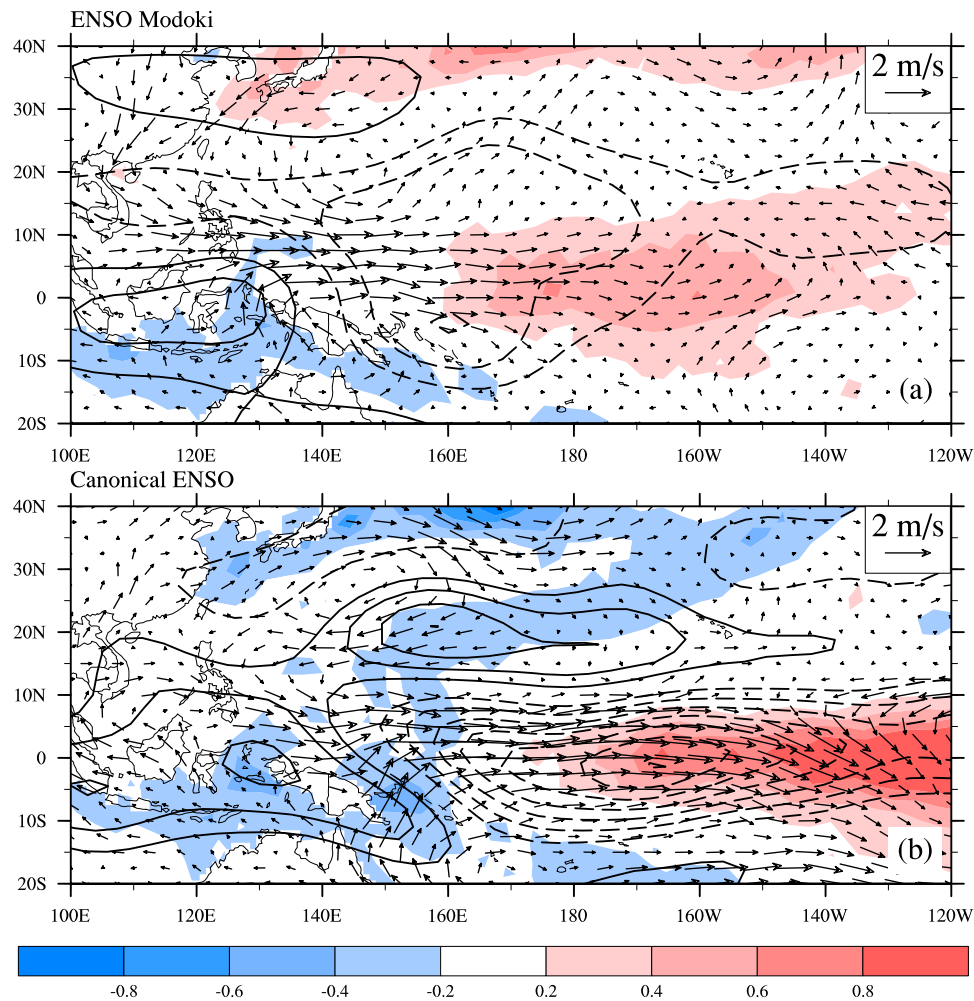 ENSO Modoki
40N
2 m/s
30N
20N
10N
0
10S
(a)
20S
100E 120E 140E 160E 180 160W 140W 120W
Canonical ENSO
40N
2 m/s
30N
20N
10N
0
10S
(b)
20S
100E 120E 140E 160E 180 160W 140W 120W
-0.8 -0.6 -0.4 -0.2 0.2 0.4 0.6 0.8